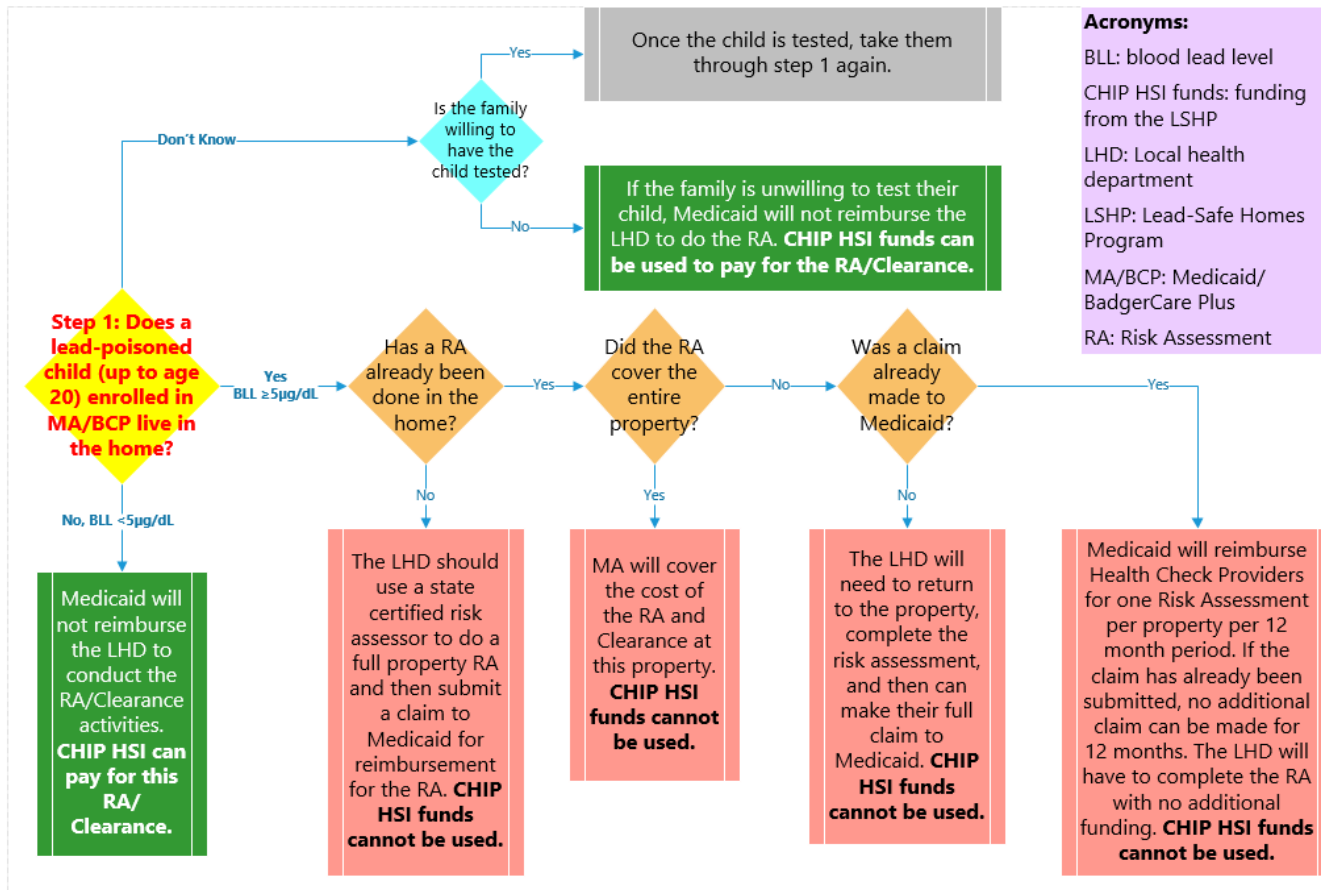 Yes
Once the child is tested, take them
through step 1 again.
Don't Know
Is the family
willing to
have the
child tested?
No
If the family is unwilling to test their
child, Medicaid will not reimburse the
LHD to do the RA. CHIP HSI funds can
be used to pay for the RA/Clearance.
Acronyms:
BLL: blood lead level
CHIP HSI funds: funding
from the LSHP
LHD: Local health
department
LSHP: Lead-Safe Homes
Program
MA/BCP: Medicaid/
BadgerCare Plus
RA: Risk Assessment
Step 1: Does a
lead-poisoned
child (up to age
20) enrolled in
MA/BCP live in
the home?
Yes
BLL ≥5µg/dL
Has a RA
already been
done in the
home?
Yes
Did the RA
cover the
entire
property?
No
Was a claim
already
made to
Medicaid?
Yes
No, BLL <5µg/dL
No
Yes
No
Medicaid will
not reimburse
the LHD to
conduct the
RA/Clearance
activities.
CHIP HSI can
pay for this
RA/
Clearance.
The LHD should
use a state
certified risk
assessor to do a
full property RA
and then submit
a claim to
Medicaid for
reimbursement
for the RA. CHIP
HSI funds
cannot be used.
MA will cover
the cost of
the RA and
Clearance at
this property.
CHIP HSI
funds cannot
be used.
The LHD will
need to return
to the property,
complete the
risk assessment,
and then can
make their full
claim to
Medicaid. CHIP
HSI funds
cannot be used.
Medicaid will reimburse
Health Check Providers
for one Risk Assessment
per property per 12
month period. If the
claim has already been
submitted, no additional
claim can be made for
12 months. The LHD will
have to complete the RA
with no additional
funding. CHIP HSI funds
cannot be used.